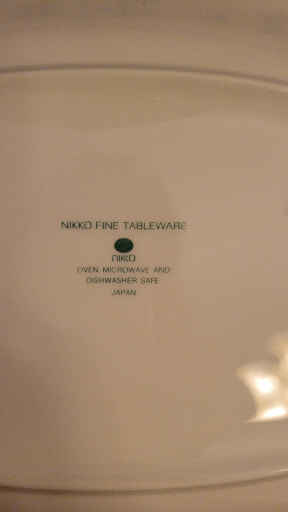 NIKKO FINE TABLEWARE
NIKKO
OVEN MICROWAVE AND
DISHWASHER SAFE
JAPAN